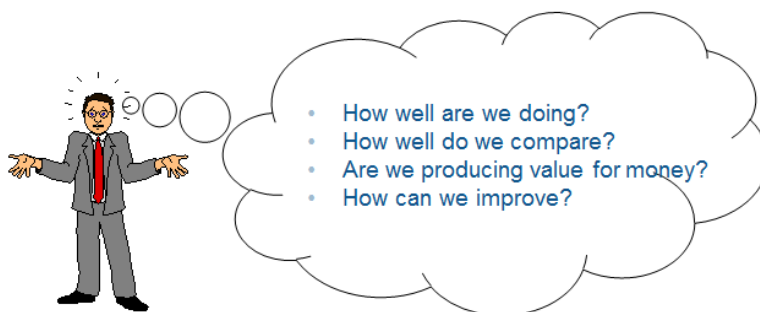 • How well are we doing?
• How well do we compare?
• Are we producing value for money?
• How can we improve?